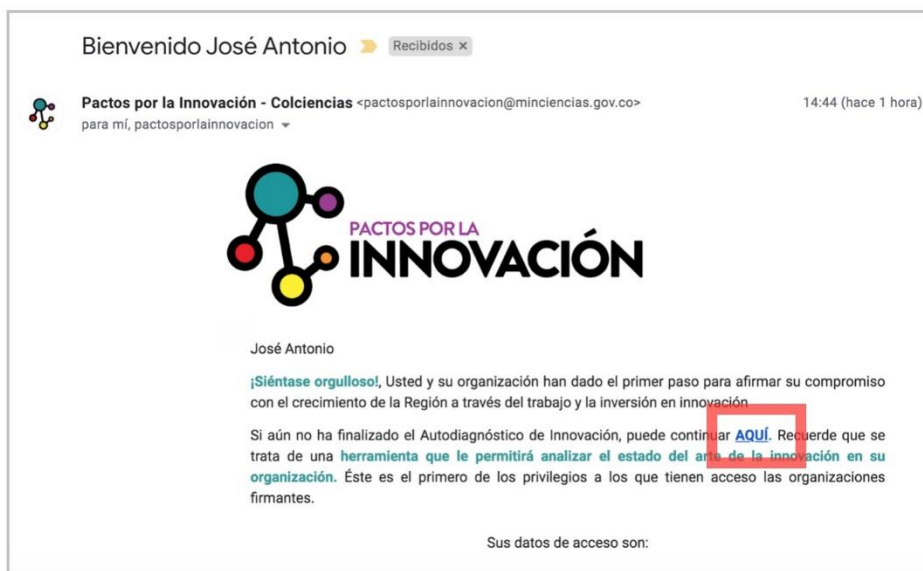 Bienvenido José Antonio
Recibidos ×
Pactos por la Innovación - Colciencias <pactosporlainnovacion@minciencias.gov.co>
14:44 (hace 1 hora)
para mí, pactosporlainnovacion
PACTOS POR LA
INNOVACIÓN
José Antonio
¡Siéntase orgulloso!, Usted y su organización han dado el primer paso para afirmar su compromiso
con el crecimiento de la Región a través del trabajo y la inversión en innovación
Si aún no ha finalizado el Autodiagnóstico de Innovación, puede continuar AQUÍ. Recuerde que se
trata de una herramienta que le permitirá analizar el estado del arte de la innovación en su
organización. Éste es el primero de los privilegios a los que tienen acceso las organizaciones
firmantes.
Sus datos de acceso son: